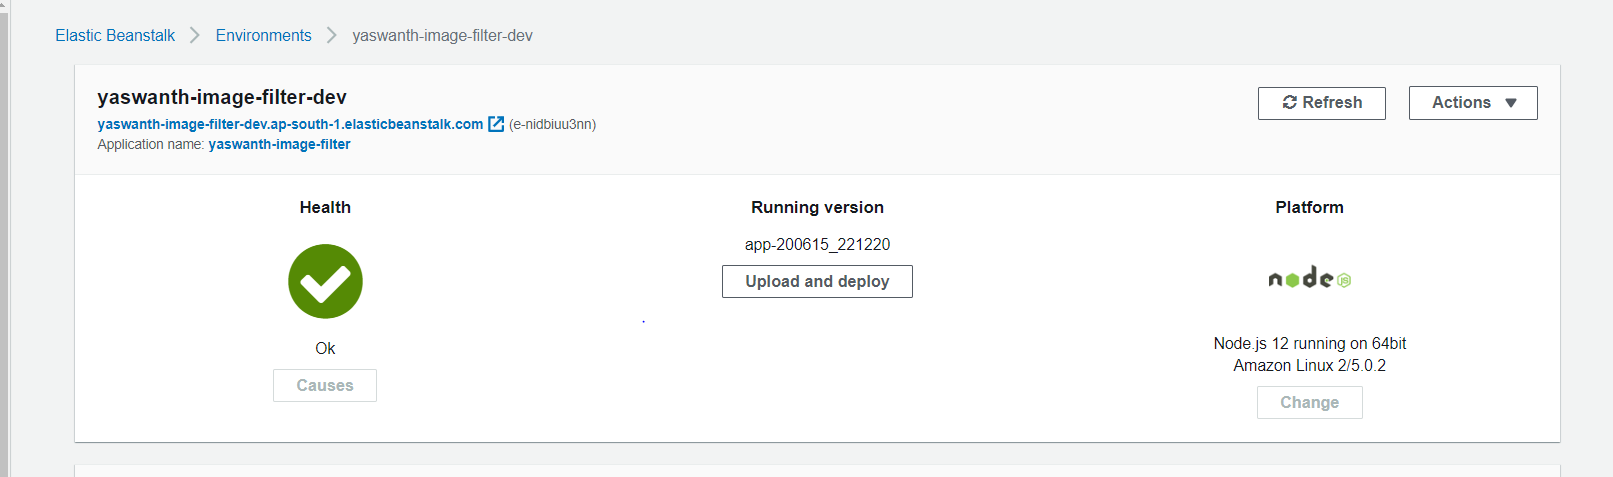 Elastic Beanstalk > Environments > yaswanth-image-filter-dev
yaswanth-image-filter-dev
Refresh
Actions
yaswanth-image-filter-dev.ap-south-1.elasticbeanstalk.com (e-nidbiuu3nn)
Application name: yaswanth-image-filter
Health
Ok
Causes
Running version
app-200615_221220
Upload and deploy
Platform
node JS
Node.js 12 running on 64bit
Amazon Linux 2/5.0.2
Change